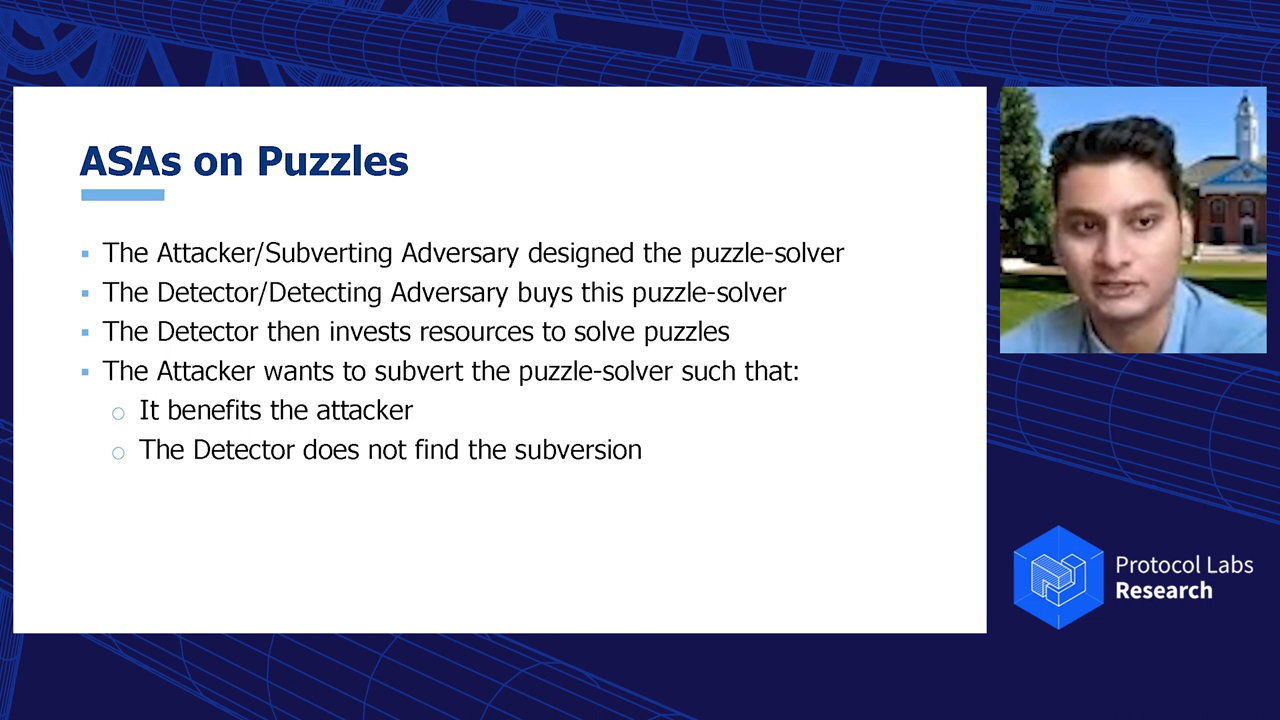 ASAs on Puzzles
The Attacker/Subverting Adversary designed the puzzle-solver
The Detector/Detecting Adversary buys this puzzle-solver
The Detector then invests resources to solve puzzles
The Attacker wants to subvert the puzzle-solver such that:
It benefits the attacker
The Detector does not find the subversion
Protocol Labs
Research